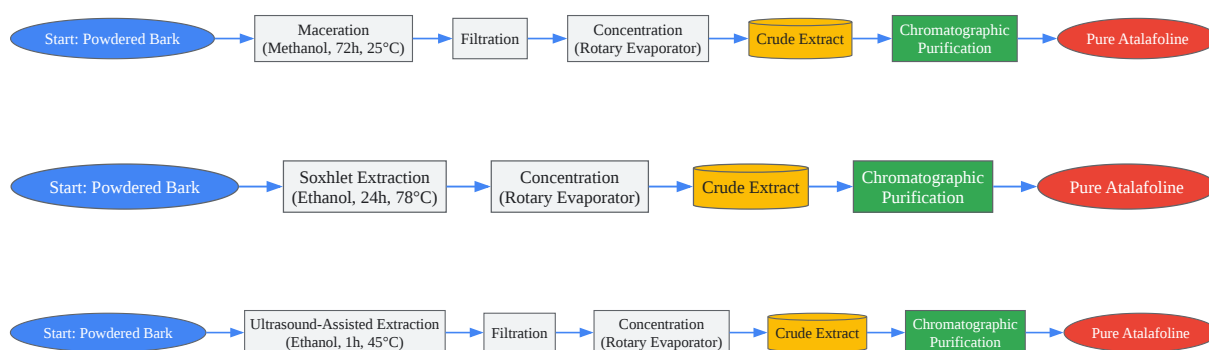 Start: Powdered Bark
Maceration
(Methanol, 72h, 25°C)
Filtration
Concentration
(Rotary Evaporator)
Crude Extract
Chromatographic
Purification
Pure Atalafoline
Start: Powdered Bark
Soxhlet Extraction
(Ethanol, 24h, 78°C)
Concentration
(Rotary Evaporator)
Crude Extract
Chromatographic
Purification
Pure Atalafoline
Start: Powdered Bark
Ultrasound-Assisted Extraction
(Ethanol, 1h, 45°C)
Filtration
Concentration
(Rotary Evaporator)
Crude Extract
Chromatographic
Purification
Pure Atalafoline